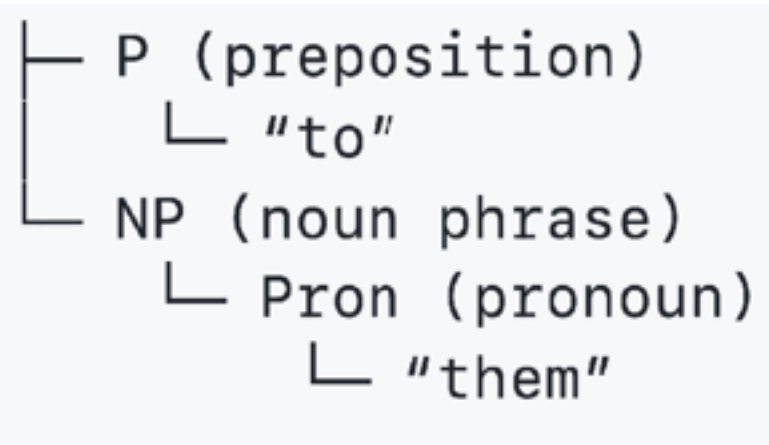 ├─ P (preposition)
└─ “to”
└─ NP (noun phrase)
└─ Pron (pronoun)
└─ “them”